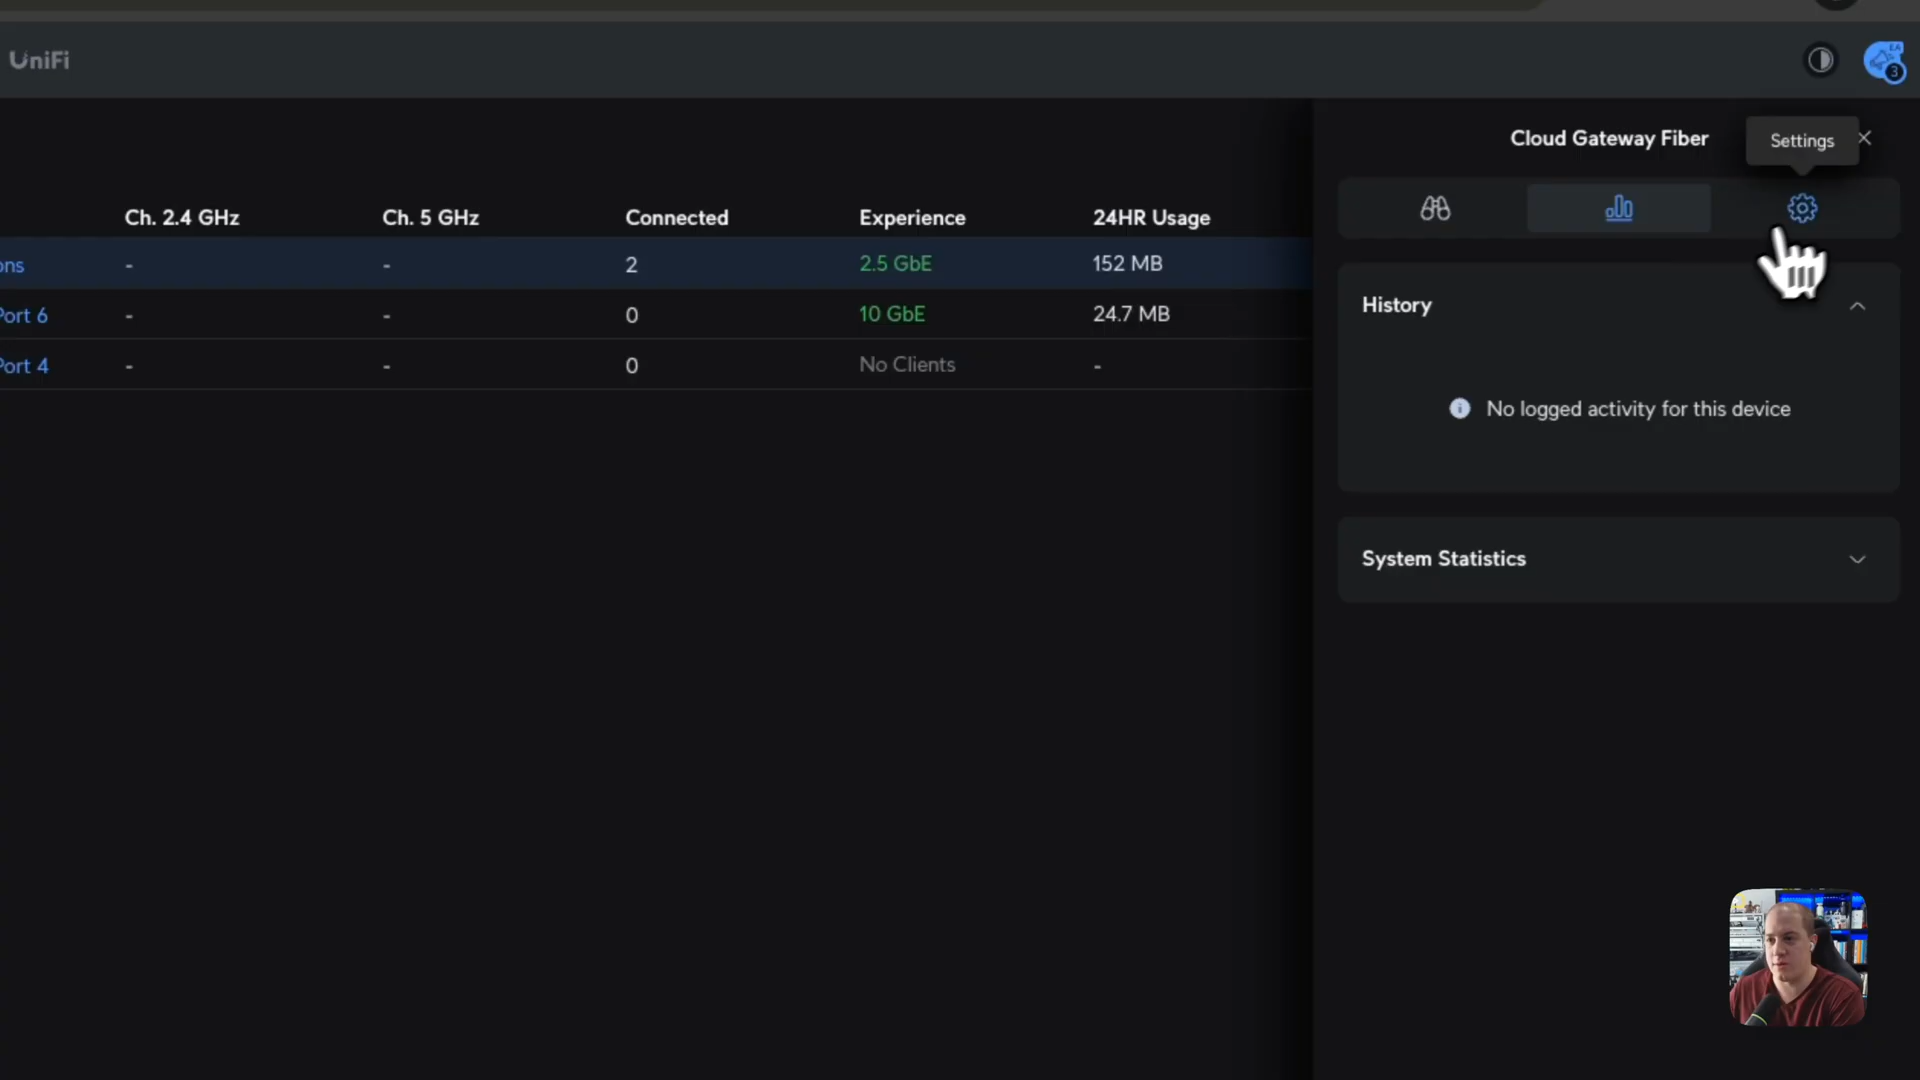 UniFi
EA
3
Cloud Gateway Fiber
Settings
Ch. 2.4 GHz Ch. 5 GHz Connected Experience 24HR Usage
ons - - 2 2.5 GbE 152 MB
Port 6 - - 0 10 GbE 24.7 MB
Port 4 - - 0 No Clients -
History
No logged activity for this device
System Statistics